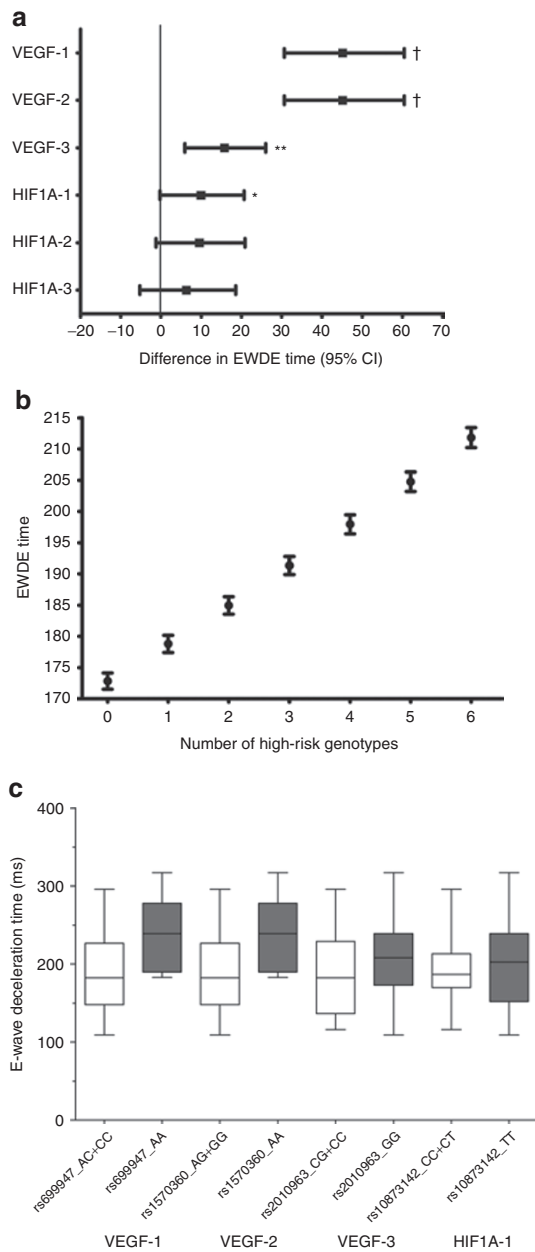 a
VEGF-1
†
VEGF-2
†
VEGF-3
**
HIF1A-1
*
HIF1A-2
HIF1A-3
–20 –10 0 10 20 30 40 50 60 70
Difference in EWDE time (95% CI)
b
215
210
205
200
195
190
185
180
175
170
EWDE time
0 1 2 3 4 5 6
Number of high-risk genotypes
c
400
300
200
100
0
E-wave deceleration time (ms)
rs699947_AC+CC
rs699947_AA
rs1570360_AG+GG
rs1570360_AA
rs2010963_CG+CC
rs2010963_GG
rs10873142_CC+CT
rs10873142_TT
VEGF-1 VEGF-2 VEGF-3 HIF1A-1